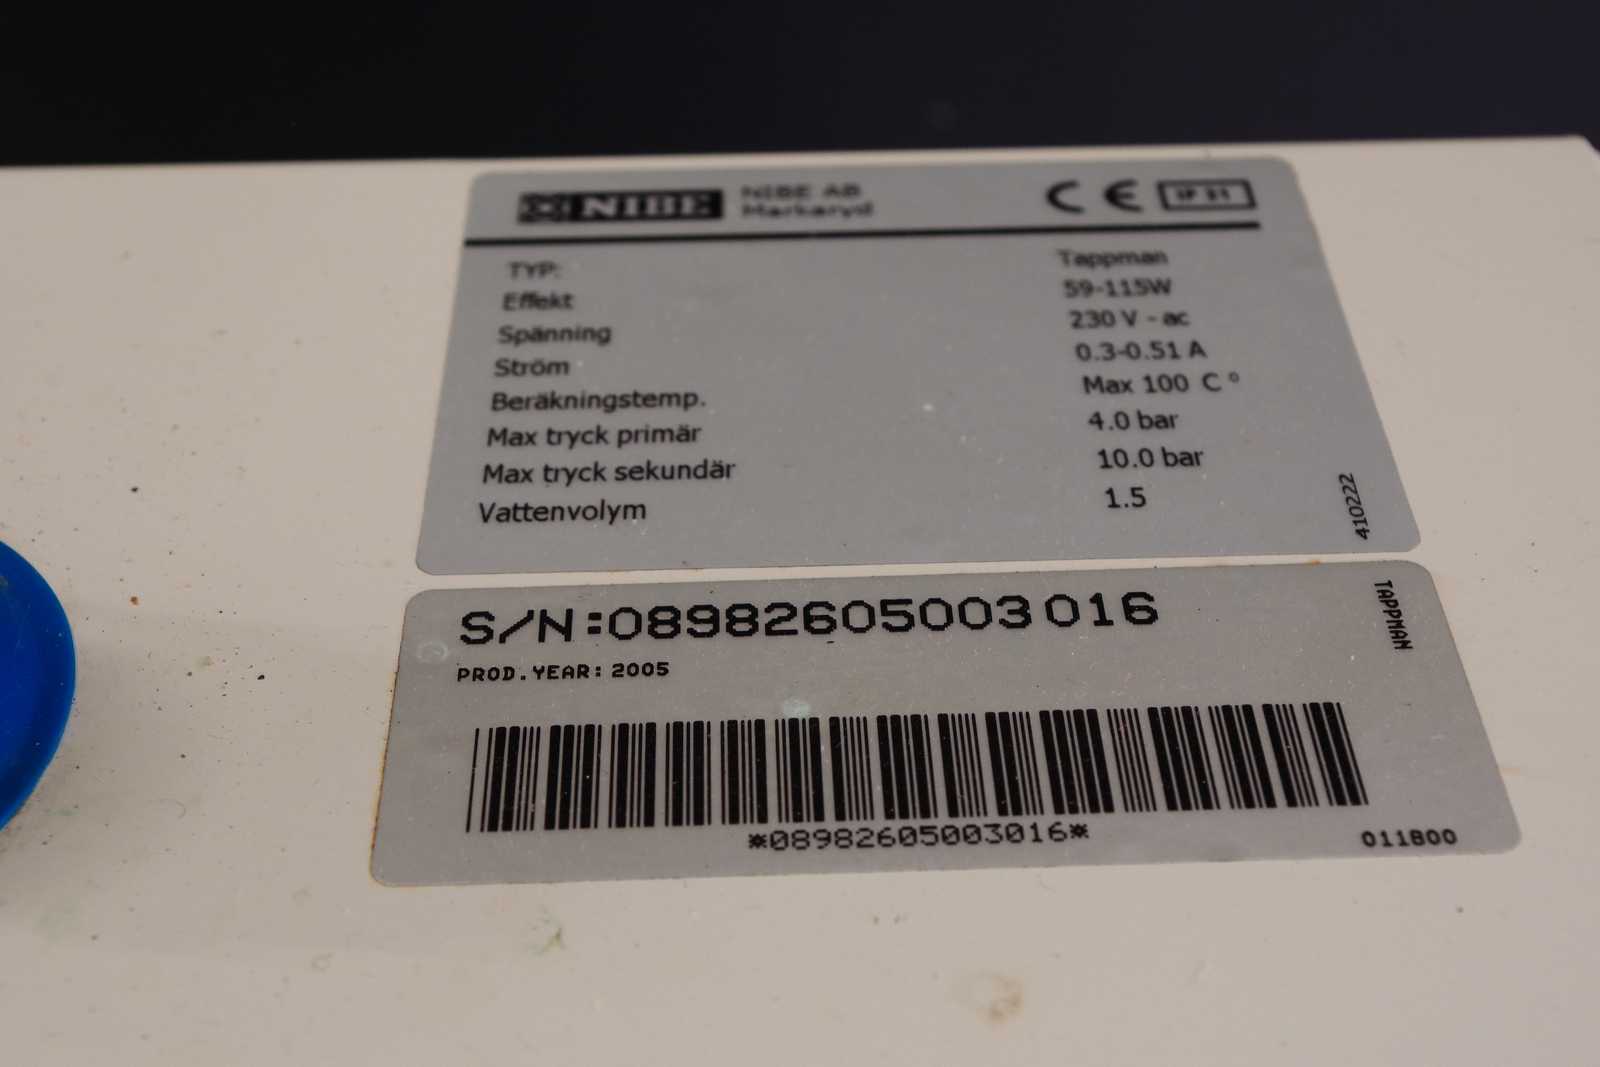 NIBE
NIBE AB
Markaryd
CE IP 21
TYP: Tappman
Effekt 59-115W
Spänning 230 V - ac
Ström 0.3-0.51 A
Beräkningstemp. Max 100 C °
Max tryck primär 4.0 bar
Max tryck sekundär 10.0 bar
Vattenvolym 1.5
410222
S/N:08982605003016
TAPPMAN
PROD.YEAR: 2005
*08982605003016*
011800